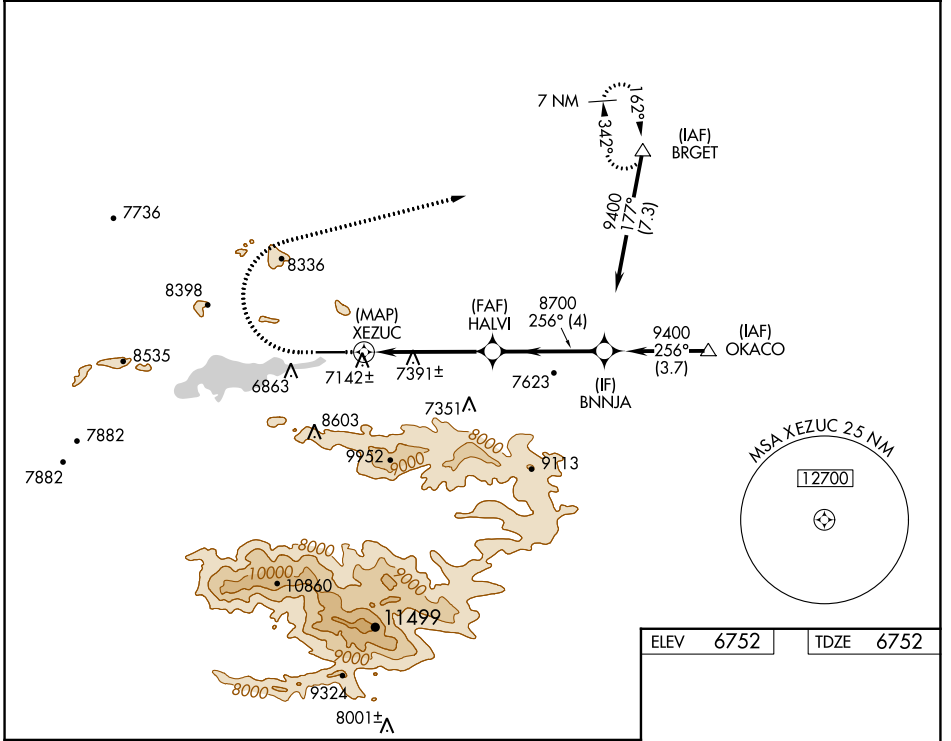 7 NM
162°
342°
(IAF)
BRGET
9400
177°
(7.3)
7736
8336
8398
(MAP)
XEZUC
(FAF)
HALVI
8700
256° (4)
9400
256°
(3.7)
(IAF)
OKACO
8535
6863
7142±
7391±
7623
(IF)
BNNJA
7351
8603
8000
7882
9952
9000
9113
7882
MSA XEZUC 25 NM
12700
8000
10000
10860
9000
11499
9000
8000
9324
8001±
ELEV 6752
TDZE 6752